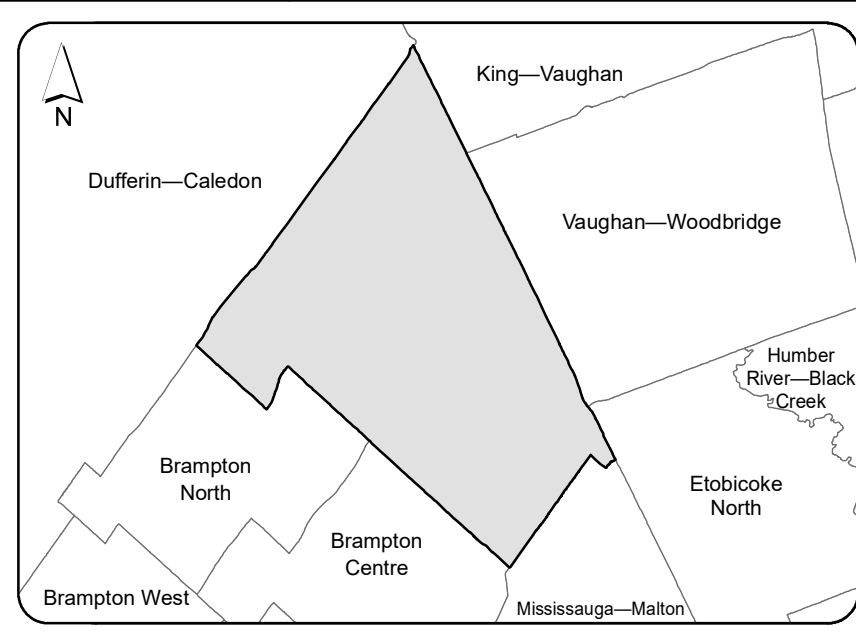 King—Vaughan
N
Dufferin—Caledon
Vaughan—Woodbridge
Humber
River—Black
Creek
Brampton
North
Etobicoke
North
Brampton
Centre
Brampton West
Mississauga—Malton